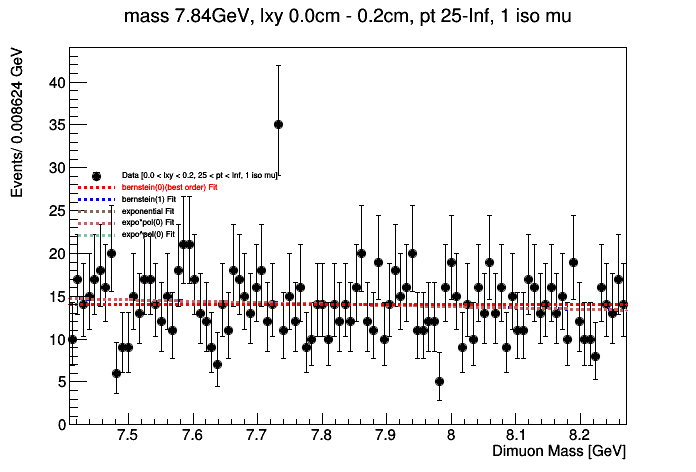 mass 7.84GeV, lxy 0.0cm - 0.2cm, pt 25-Inf, 1 iso mu
Events/ 0.008624 GeV
40
35
30
25
20
15
10
5
0
Data [0.0 < lxy < 0.2, 25 < pt < Inf, 1 iso mu]
bernstein(0)(best order) Fit
bernstein(1) Fit
exponential Fit
expo*pol(0) Fit
expo*pol(0) Fit
7.5 7.6 7.7 7.8 7.9 8 8.1 8.2
Dimuon Mass [GeV]